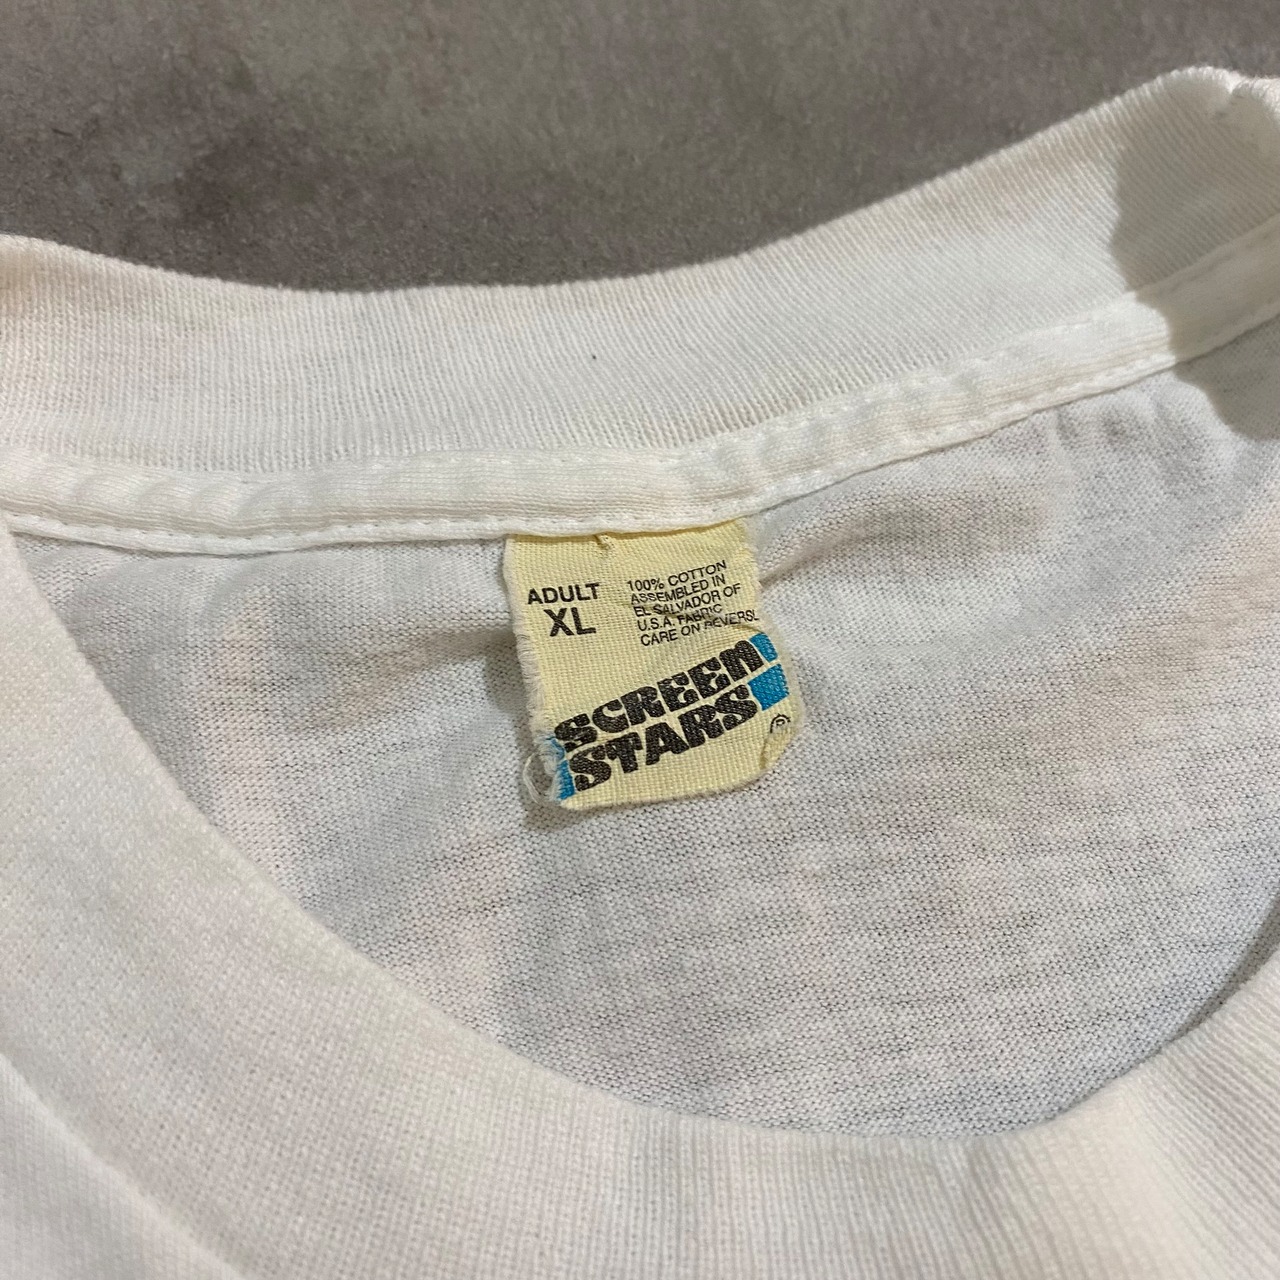 ADULT
XL
100% COTTON
ASSEMBLED IN
EL SALVADOR OF
U.S.A. FABRIC
CARE ON REVERSE
SCREEN
STARS
®